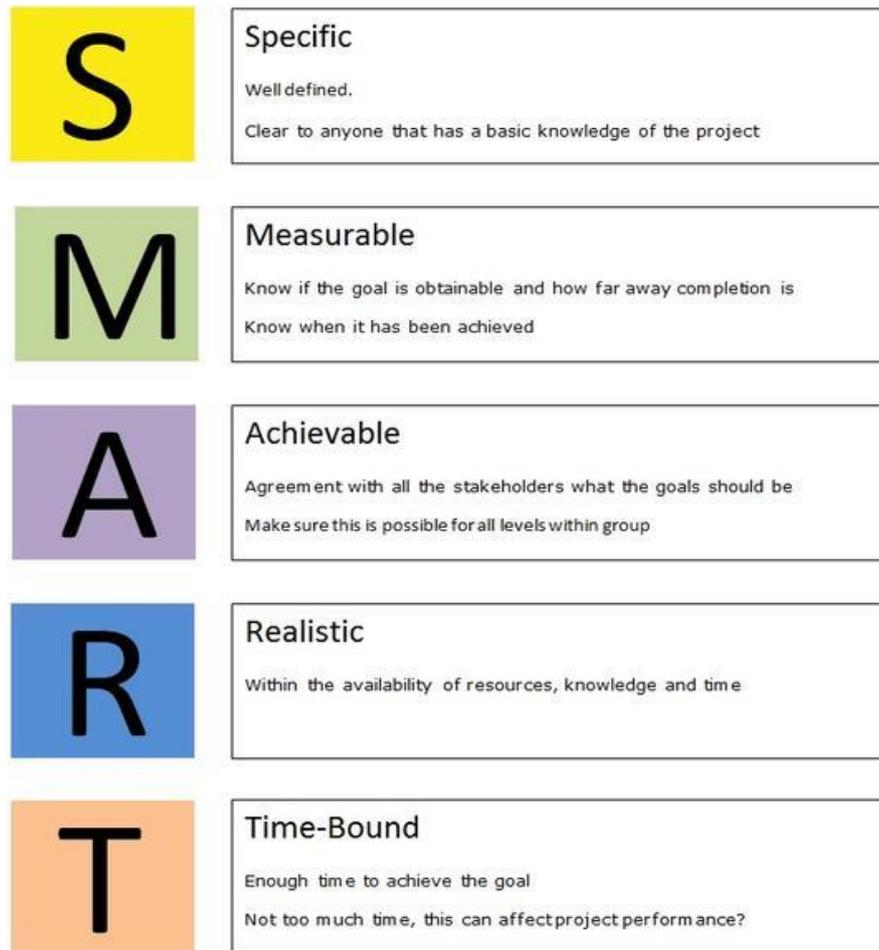 S
Specific
Well defined.
Clear to anyone that has a basic knowledge of the project
M
Measurable
Know if the goal is obtainable and how far away completion is
Know when it has been achieved
A
Achievable
Agreement with all the stakeholders what the goals should be
Make sure this is possible for all levels within group
R
Realistic
Within the availability of resources, knowledge and time
T
Time-Bound
Enough time to achieve the goal
Not too much time, this can affect project performance?